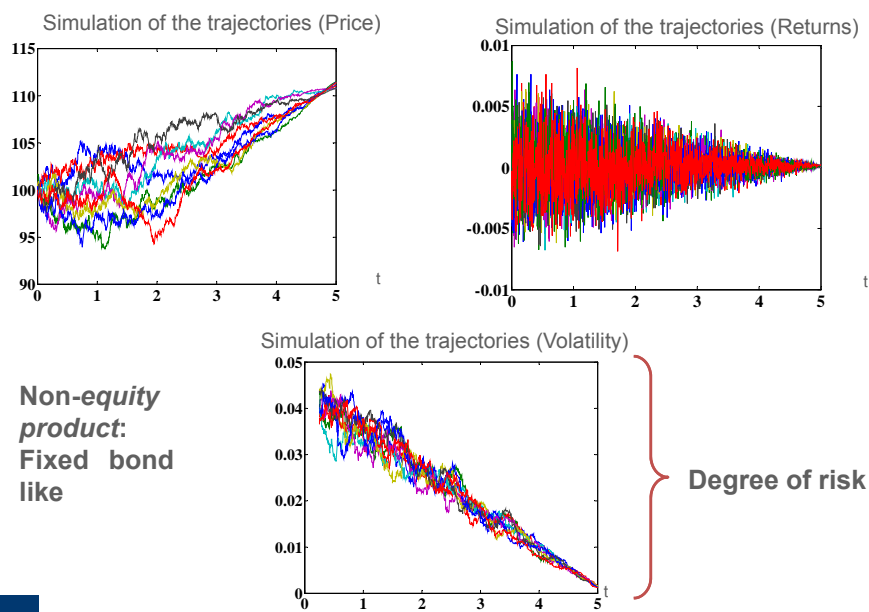 Simulation of the trajectories (Price)
115
110
105
100
95
90
0 1 2 3 4 5
t
Simulation of the trajectories (Returns)
0.01
0.005
0
-0.005
-0.01
0 1 2 3 4 5
t
Simulation of the trajectories (Volatility)
0.05
0.04
0.03
0.02
0.01
0
0 1 2 3 4 5
t
Non-equity
product:
Fixed bond
like
Degree of risk